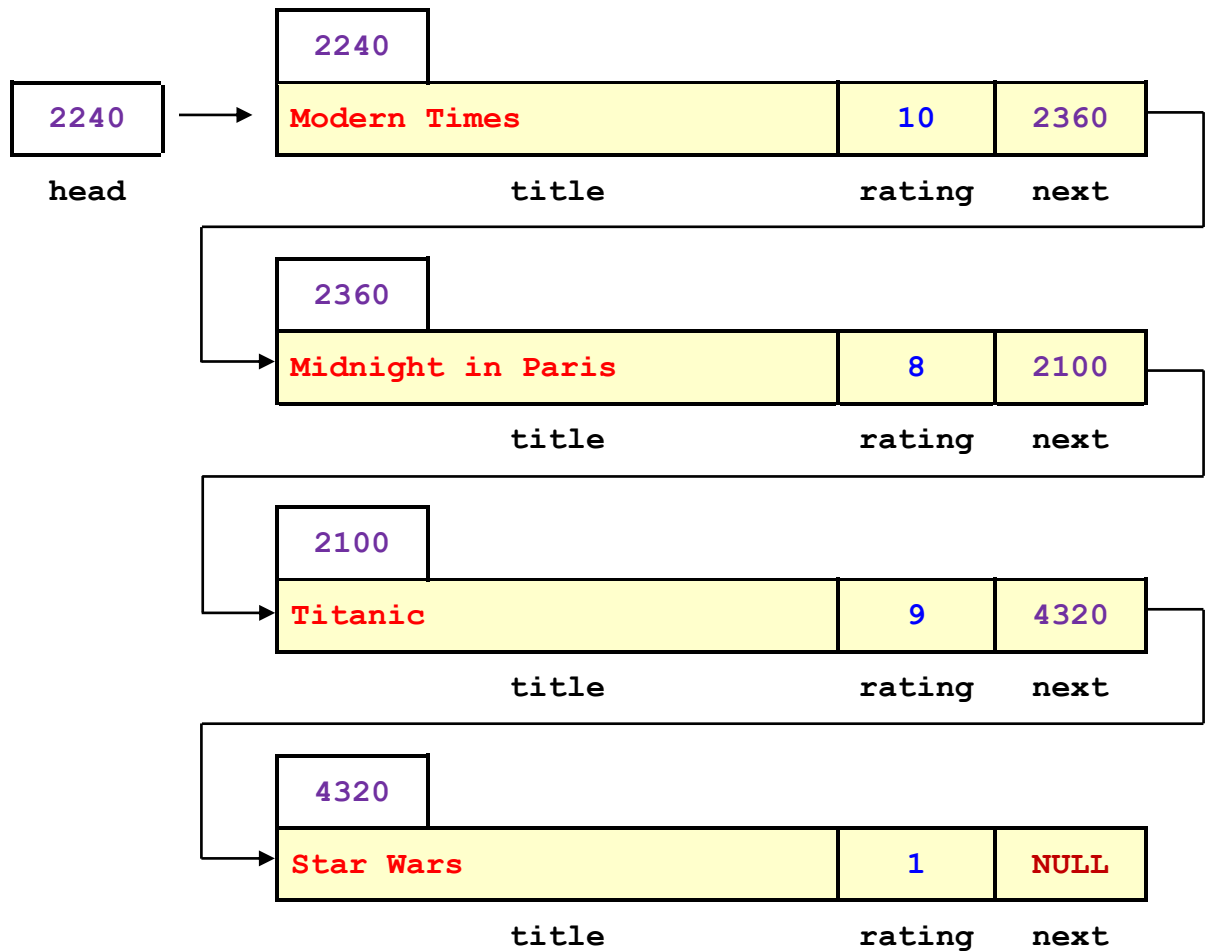 2240
2240 Modern Times 10 2360
head title rating next
2360
Midnight in Paris 8 2100
title rating next
2100
Titanic 9 4320
title rating next
4320
Star Wars 1 NULL
title rating next